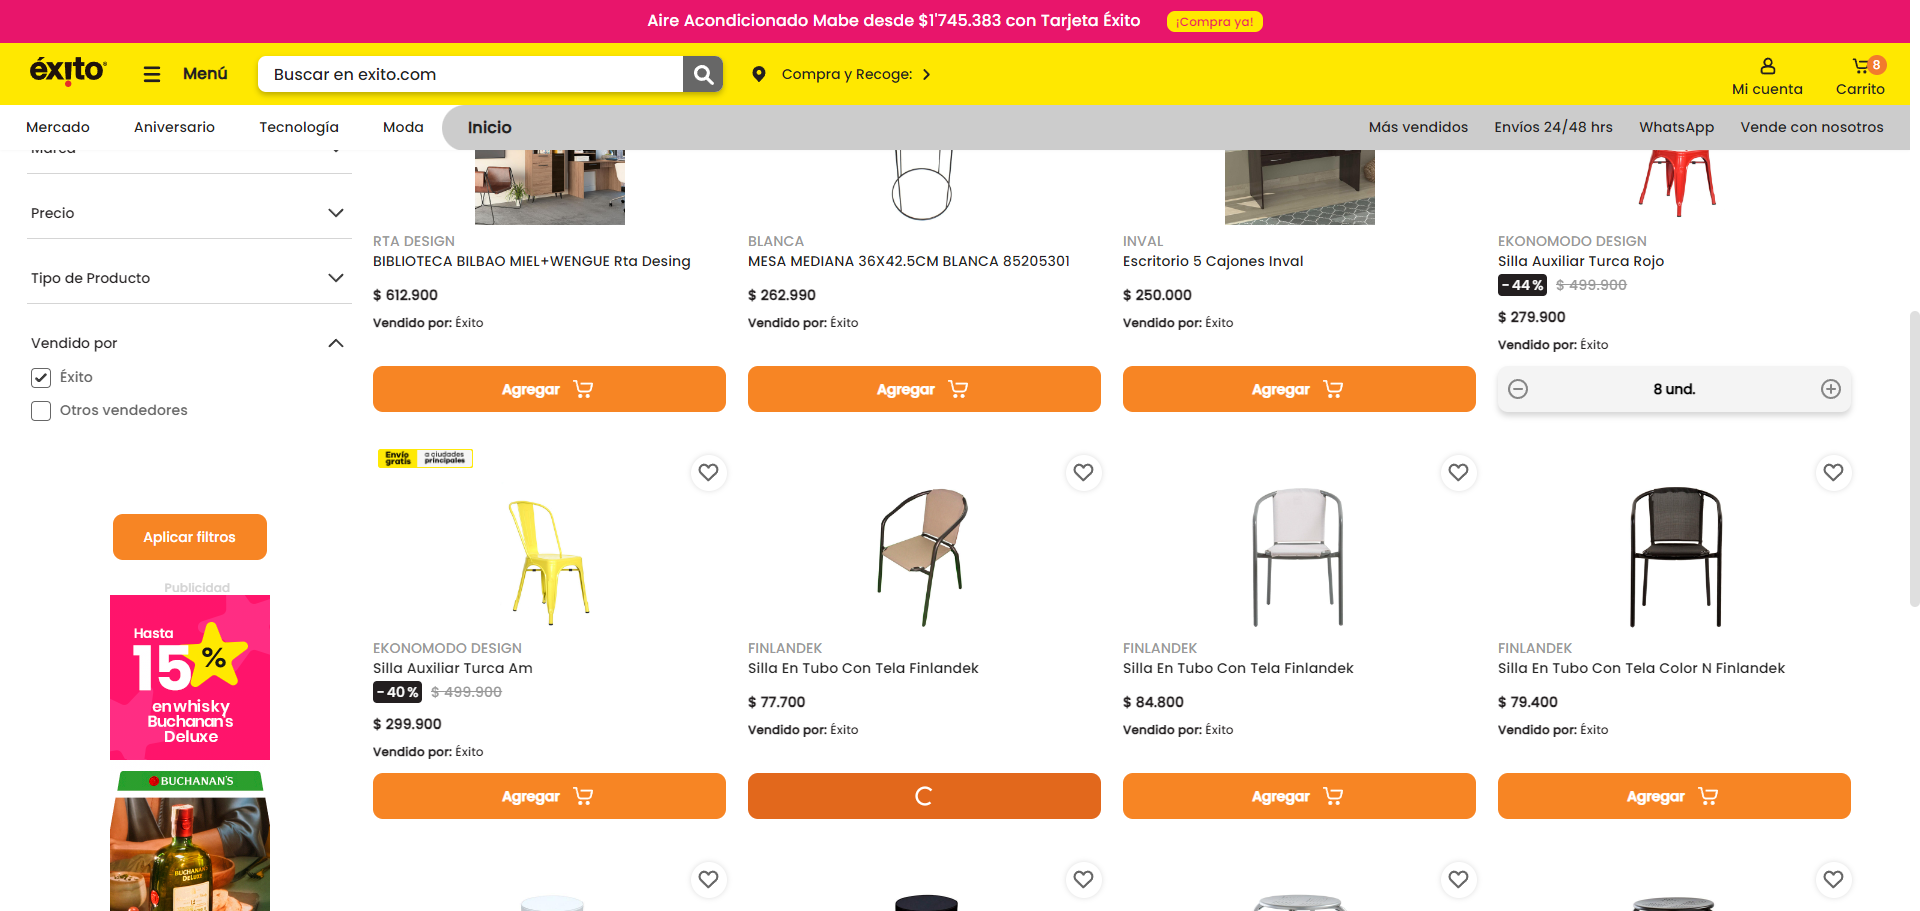 Aire Acondicionado Mabe desde $1'745.383 con Tarjeta Éxito
¡Compra ya!
éxito
Menú
Buscar en exito.com
Compra y Recoge:
Mi cuenta
8
Carrito
Mercado
Aniversario
Tecnología
Moda
Inicio
Más vendidos
Envíos 24/48 hrs
WhatsApp
Vende con nosotros
Marca
Precio
Tipo de Producto
Vendido por
Éxito
Otros vendedores
Aplicar filtros
Publicidad
Hasta
15%
en whisky
Buchanan's
Deluxe
BUCHANAN'S
BUCHANAN'S
DELUXE
12
RTA DESIGN
BIBLIOTECA BILBAO MIEL+WENGUE Rta Desing
$ 612.900
Vendido por: Éxito
Agregar
BLANCA
MESA MEDIANA 36X42.5CM BLANCA 85205301
$ 262.990
Vendido por: Éxito
Agregar
INVAL
Escritorio 5 Cajones Inval
$ 250.000
Vendido por: Éxito
Agregar
EKONOMODO DESIGN
Silla Auxiliar Turca Rojo
-44% $ 499.900
$ 279.900
Vendido por: Éxito
8 und.
Envío gratis
a ciudades principales
EKONOMODO DESIGN
Silla Auxiliar Turca Am
-40% $ 499.900
$ 299.900
Vendido por: Éxito
Agregar
FINLANDEK
Silla En Tubo Con Tela Finlandek
$ 77.700
Vendido por: Éxito
FINLANDEK
Silla En Tubo Con Tela Finlandek
$ 84.800
Vendido por: Éxito
Agregar
FINLANDEK
Silla En Tubo Con Tela Color N Finlandek
$ 79.400
Vendido por: Éxito
Agregar